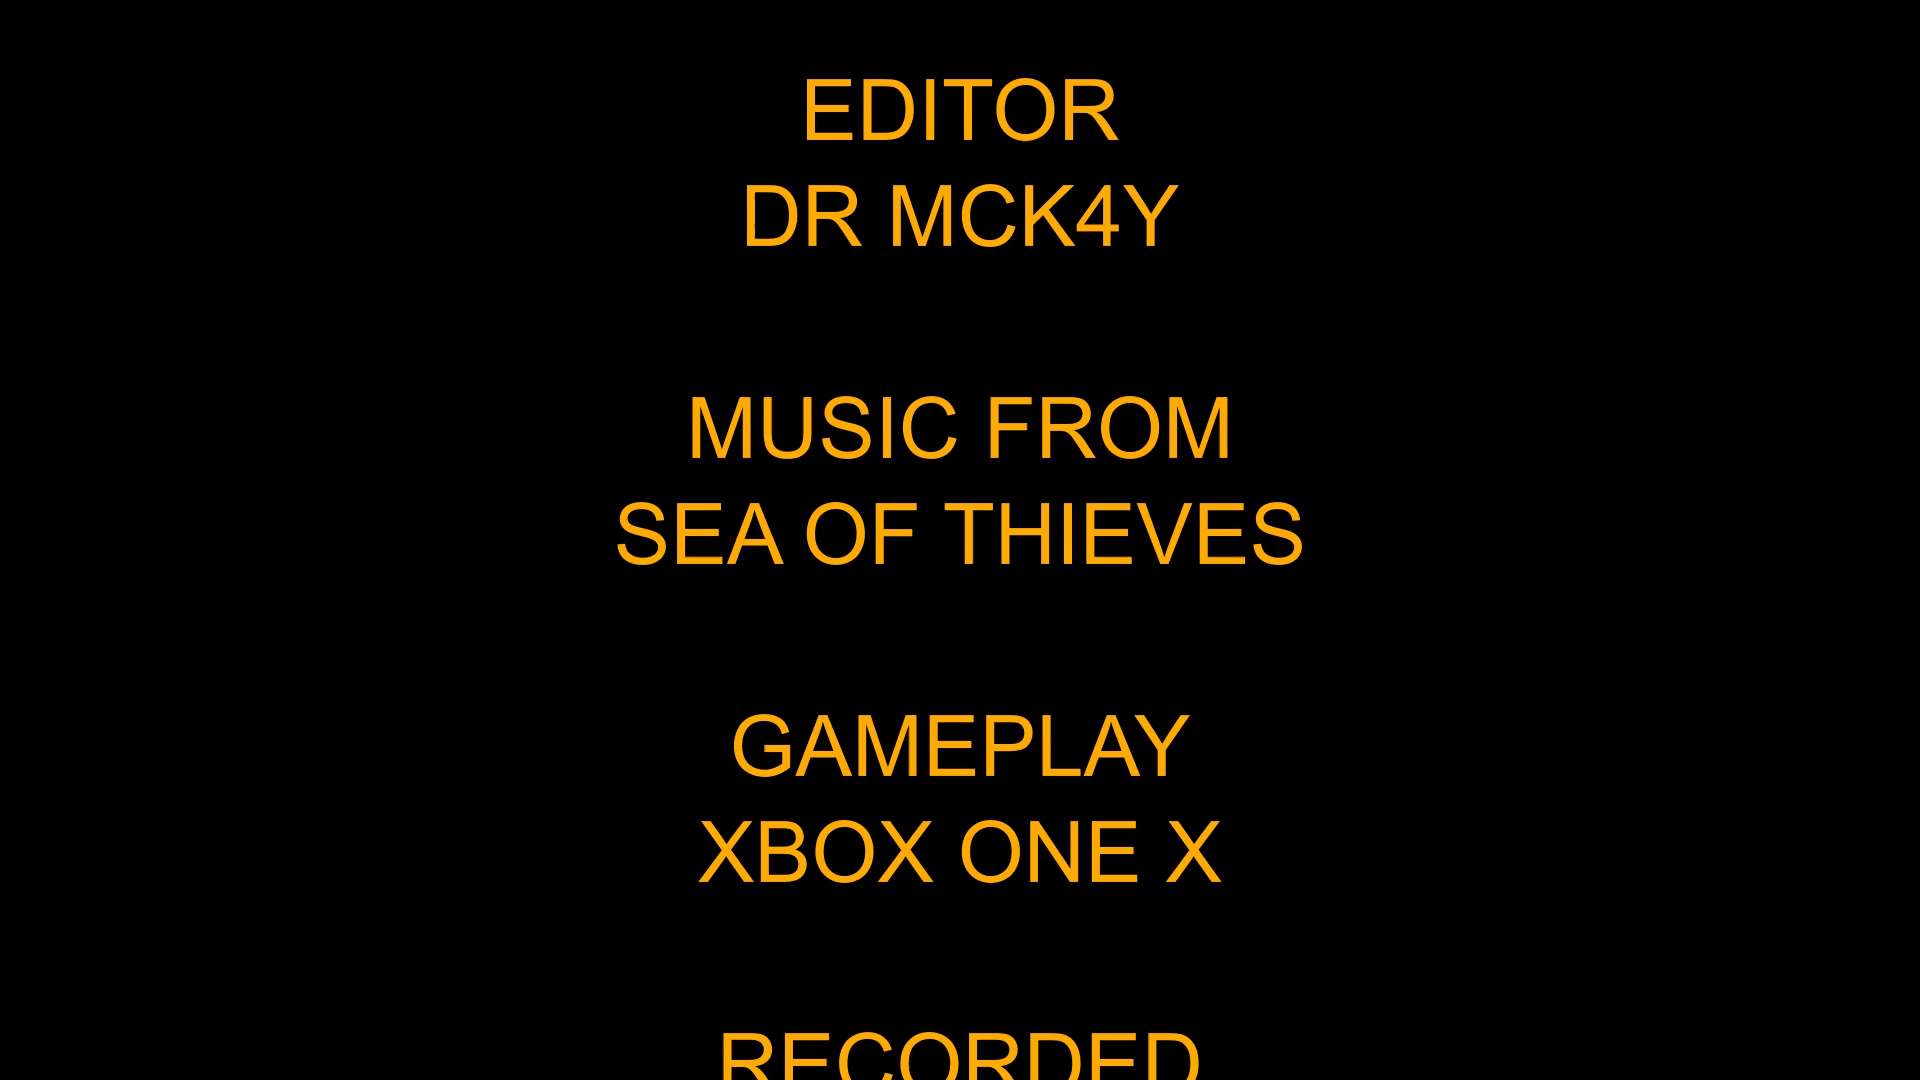 EDITOR
DR MCK4Y
MUSIC FROM
SEA OF THIEVES
GAMEPLAY
XBOX ONE X
RECORDED